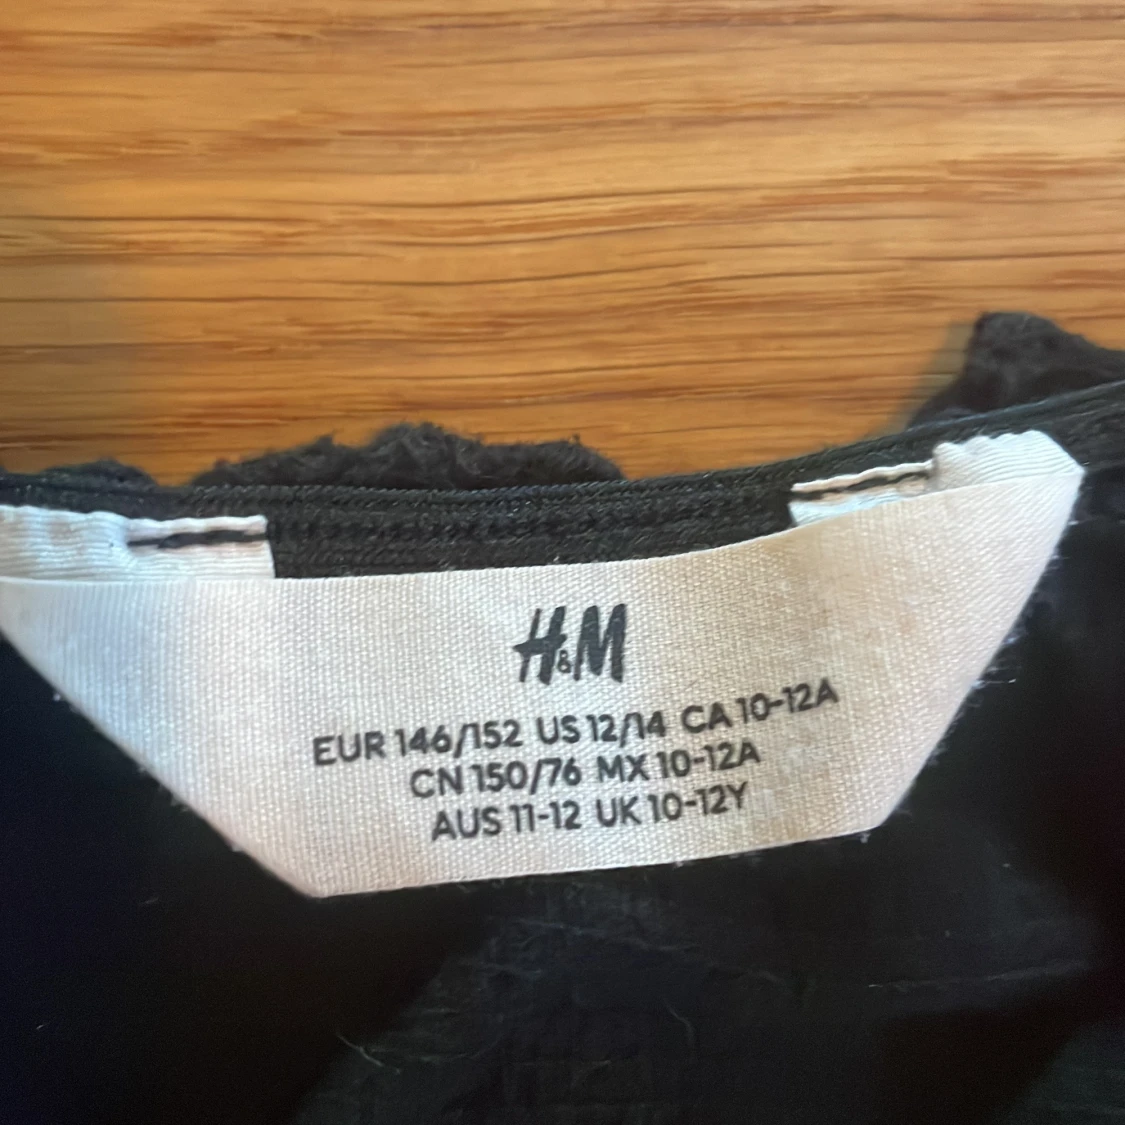 H&M
EUR 146/152 US 12/14 CA 10-12A
CN 150/76 MX 10-12A
AUS 11-12 UK 10-12Y